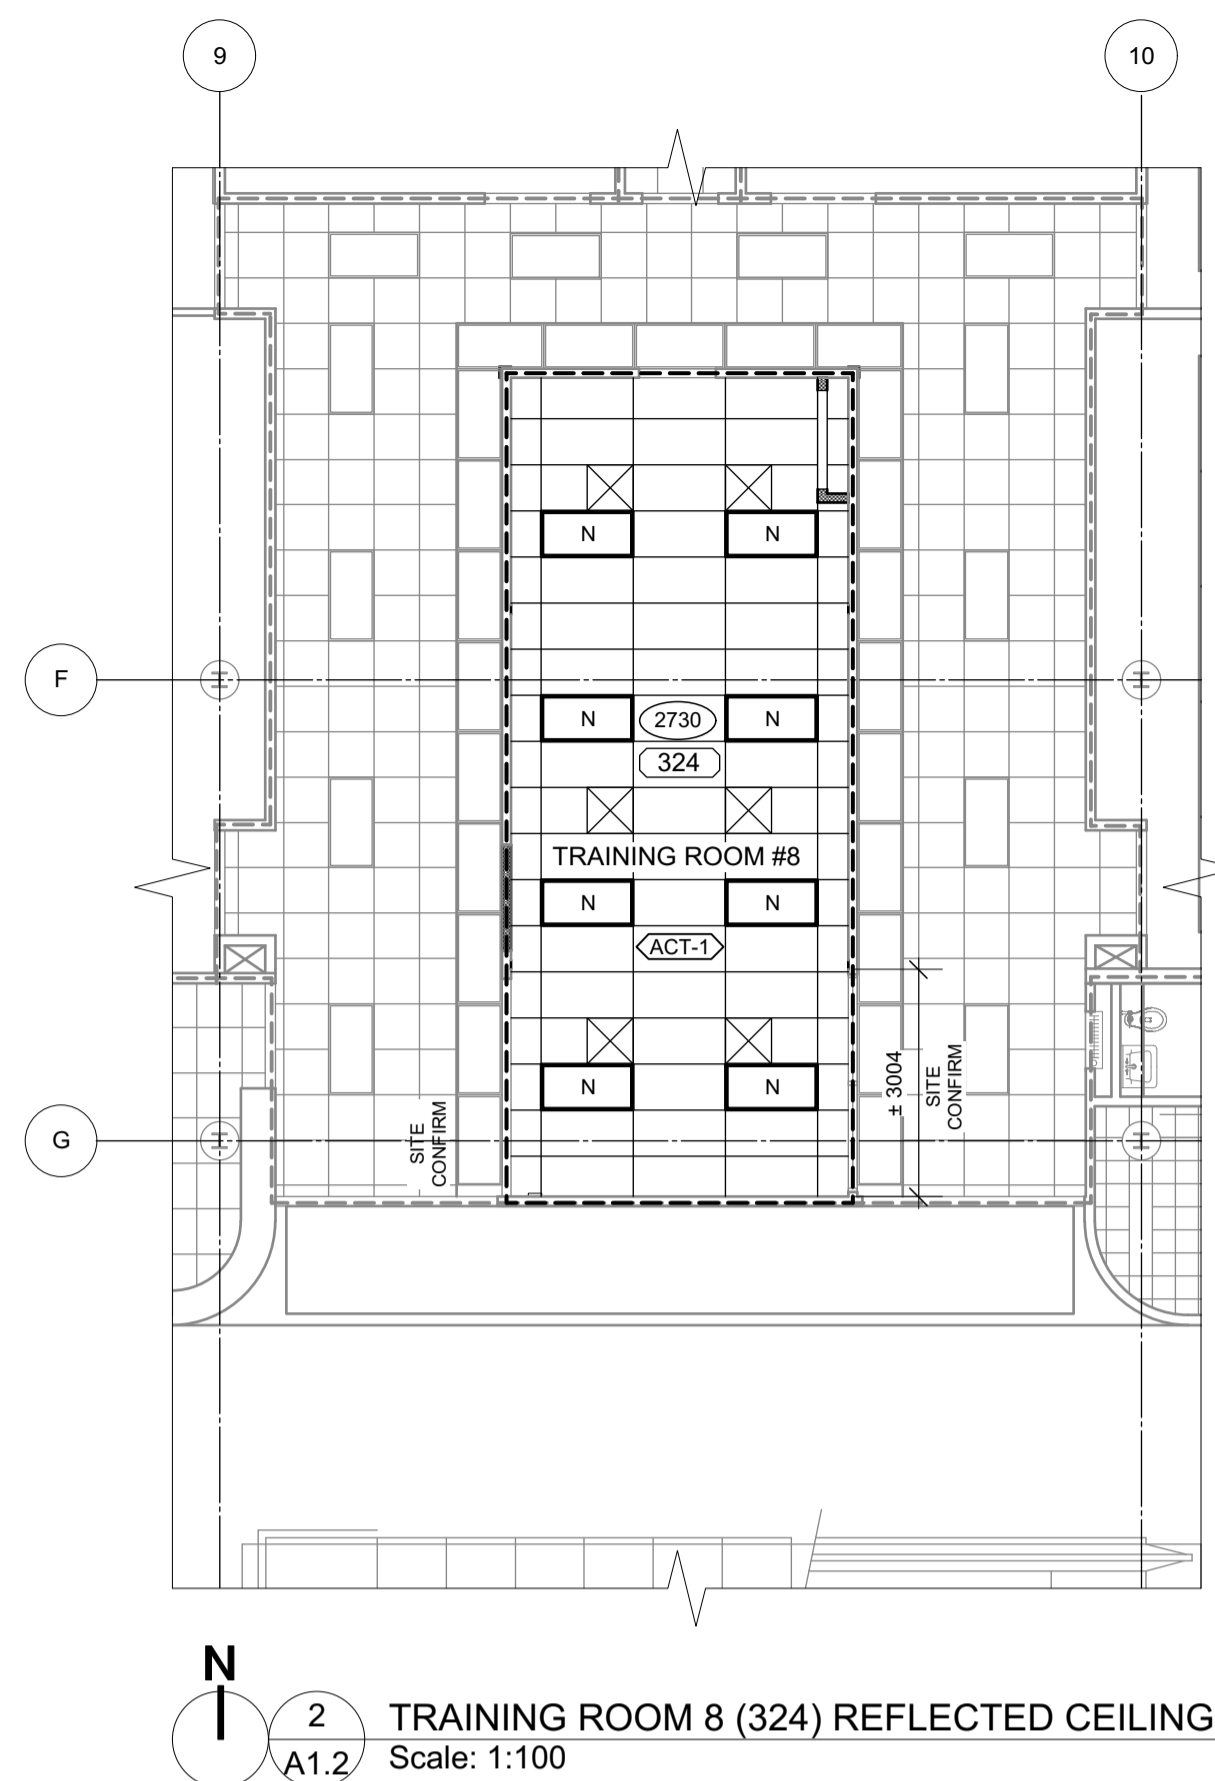 9
10
N
N
F
N
2730
N
324
TRAINING ROOM #8
N
N
ACT-1
± 3004
SITE
CONFIRM
N
N
SITE
CONFIRM
G
N
2
A1.2
TRAINING ROOM 8 (324) REFLECTED CEILING
Scale: 1:100